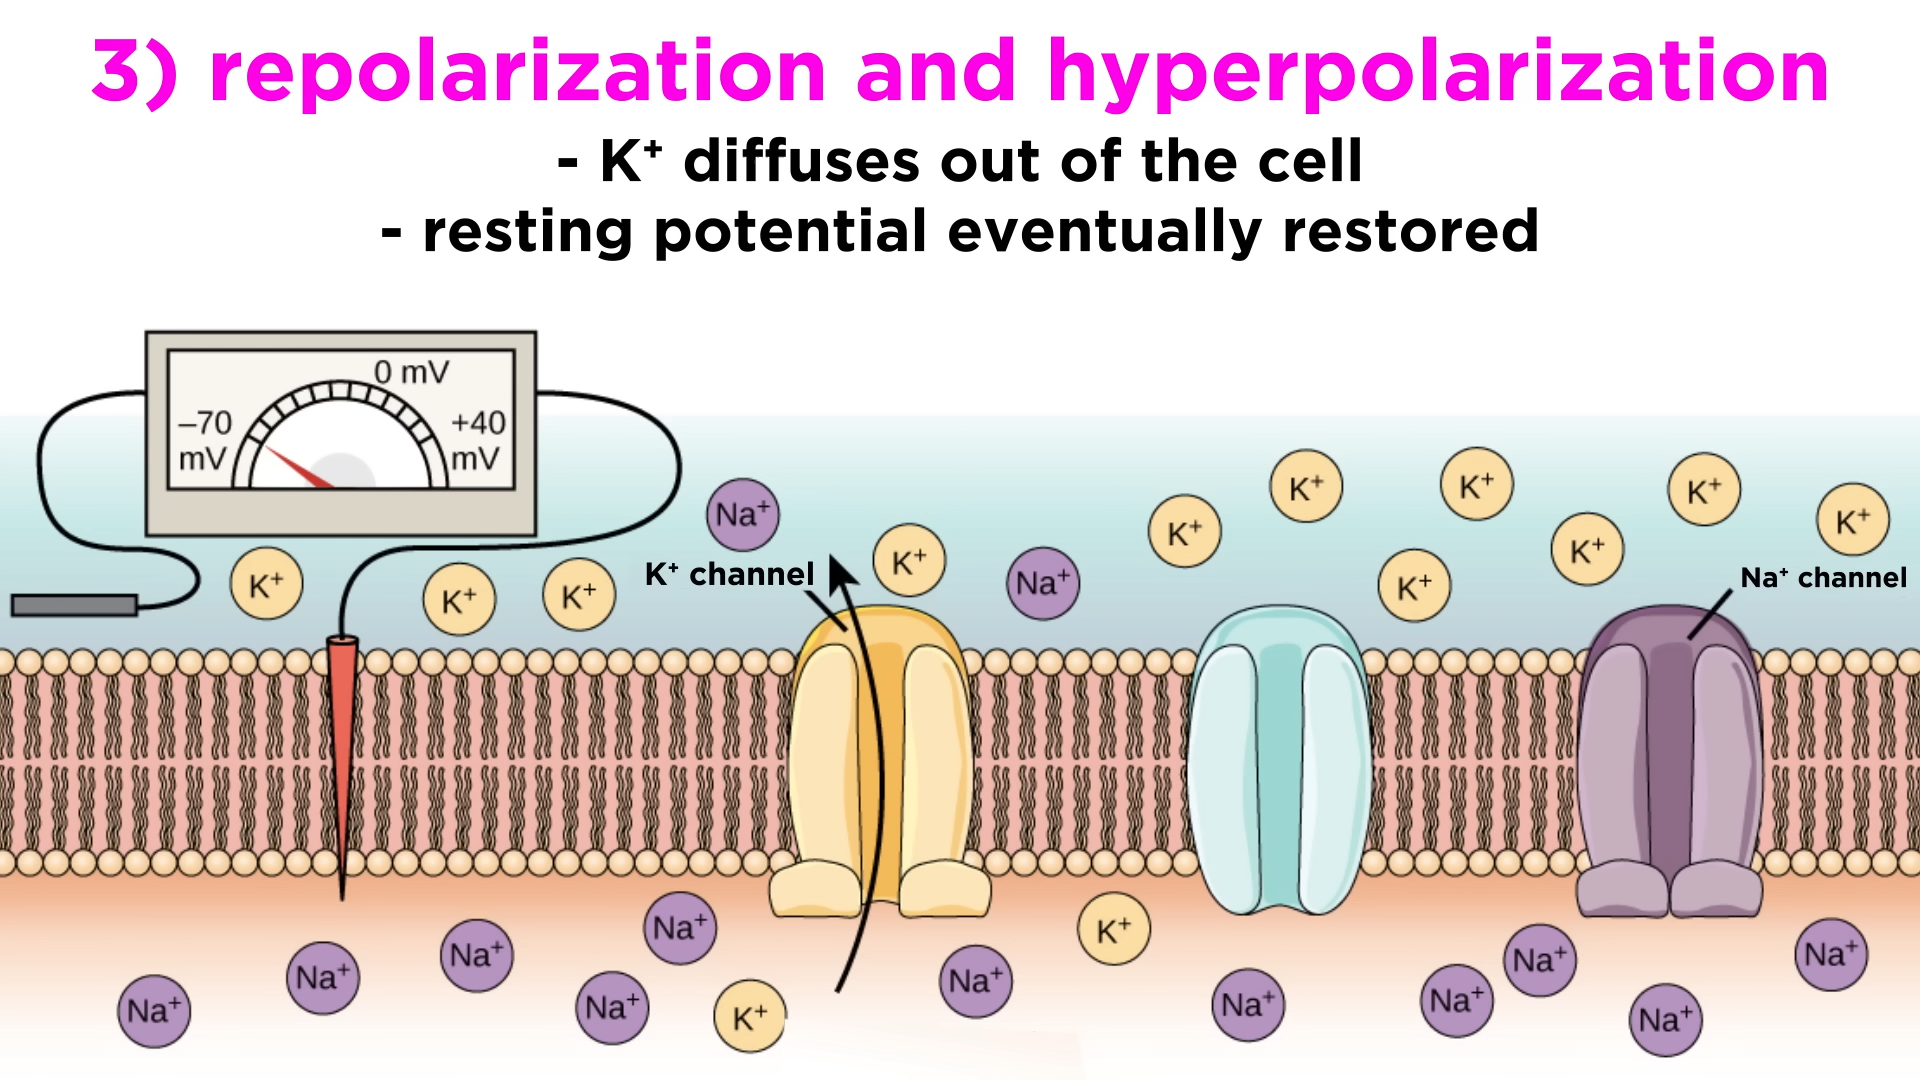 3) repolarization and hyperpolarization
- K⁺ diffuses out of the cell
- resting potential eventually restored
0 mV
–70 mV
+40 mV
K⁺
K⁺
K⁺
Na⁺
K⁺ channel
K⁺
Na⁺
K⁺
K⁺
K⁺
K⁺
K⁺
K⁺
K⁺
Na⁺ channel
Na⁺
Na⁺
Na⁺
Na⁺
Na⁺
K⁺
Na⁺
K⁺
Na⁺
Na⁺
Na⁺
Na⁺
Na⁺